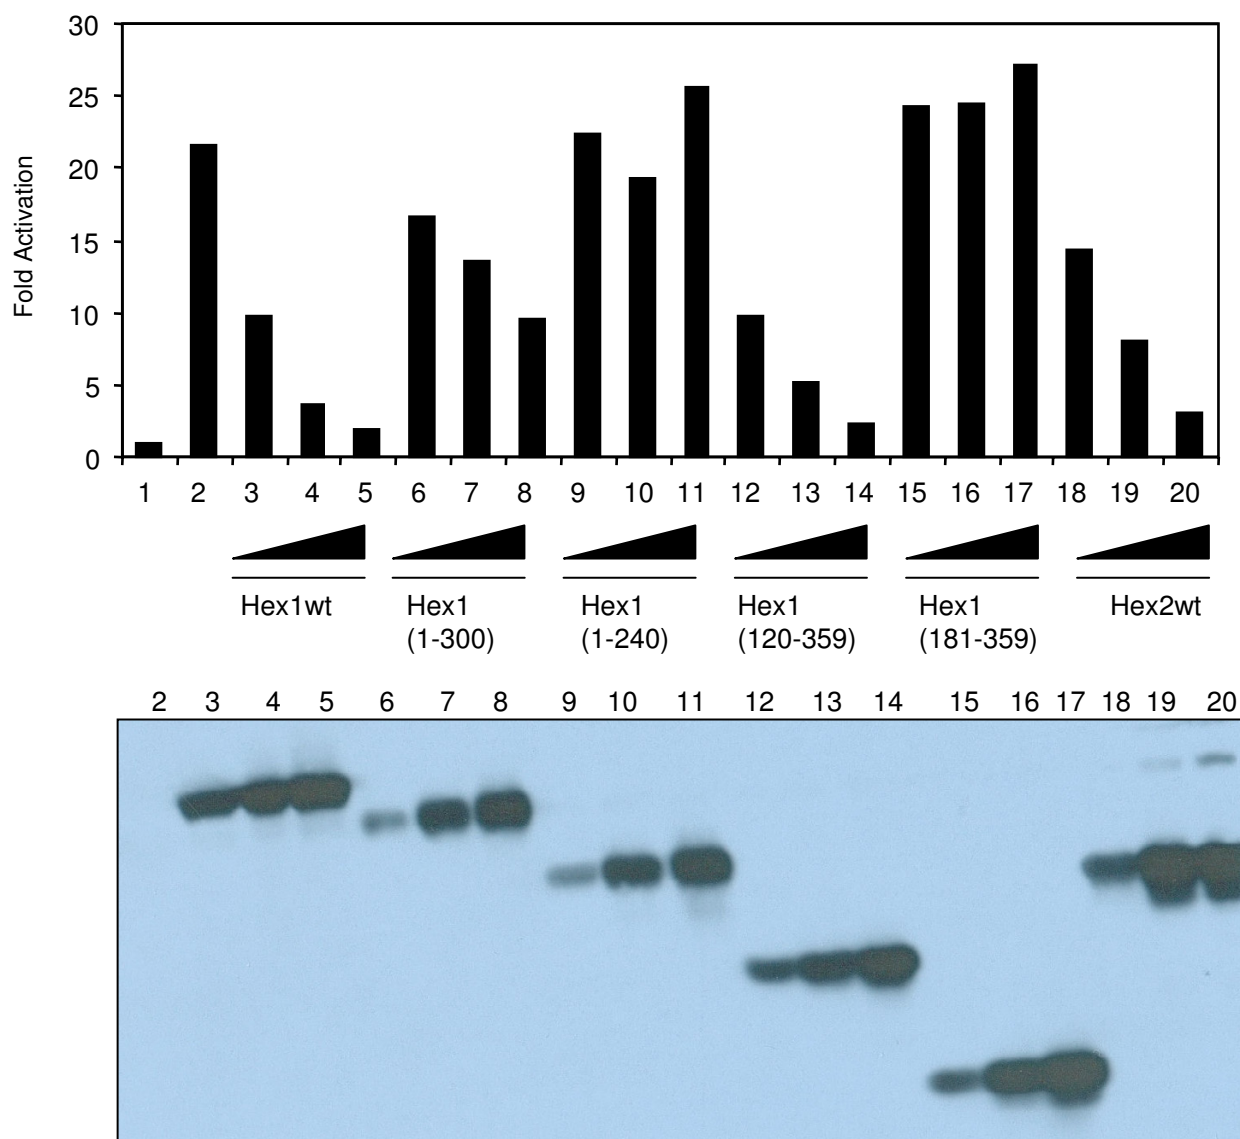 30
25
20
15
10
5
0
Fold Activation
1 2 3 4 5 6 7 8 9 10 11 12 13 14 15 16 17 18 19 20
Hex1wt Hex1 Hex1 Hex1 Hex1 Hex2wt
(1-300) (1-240) (120-359) (181-359)
2 3 4 5 6 7 8 9 10 11 12 13 14 15 16 17 18 19 20